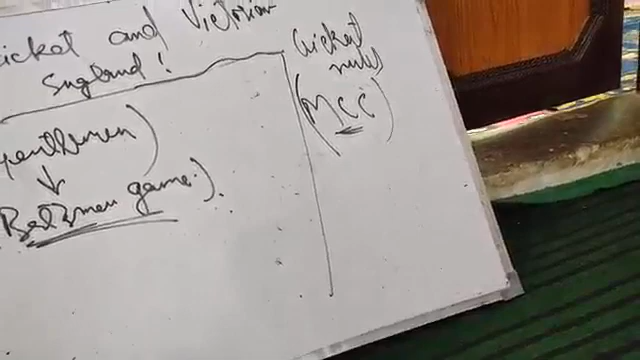 icket and Victorian
England!
Cricket
rules
(MCC)
gentlemen)
↓
Batsmen game).